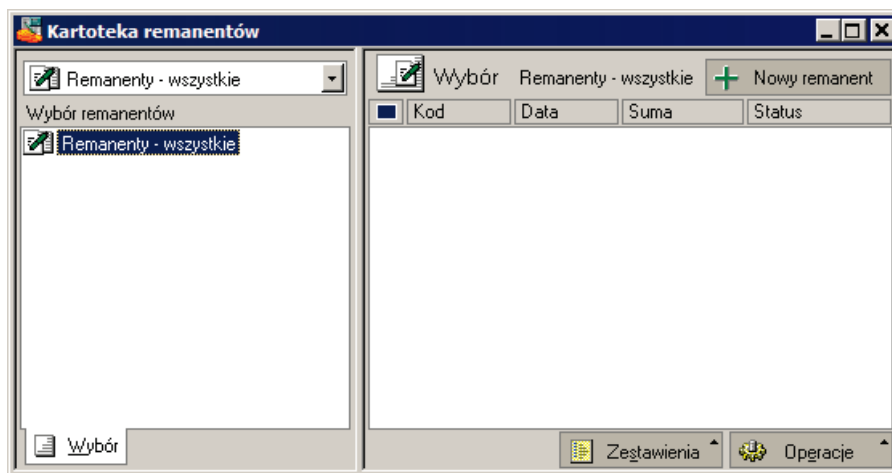 Kartoteka remanentów
Remanenty - wszystkie
Wybór remanentów
Remanenty - wszystkie
Wybór
Wybór Remanenty - wszystkie Nowy remanent
Kod Data Suma Status
Zestawienia Operacje